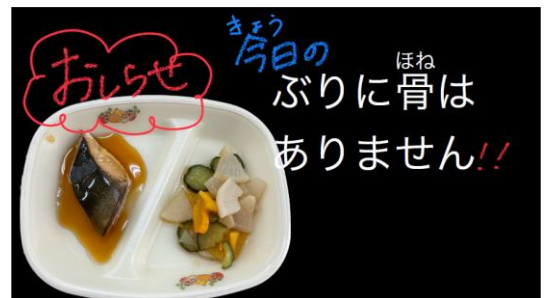 おしらせ
きょう
今日の
ほね
ぶりに骨は
ありません!!